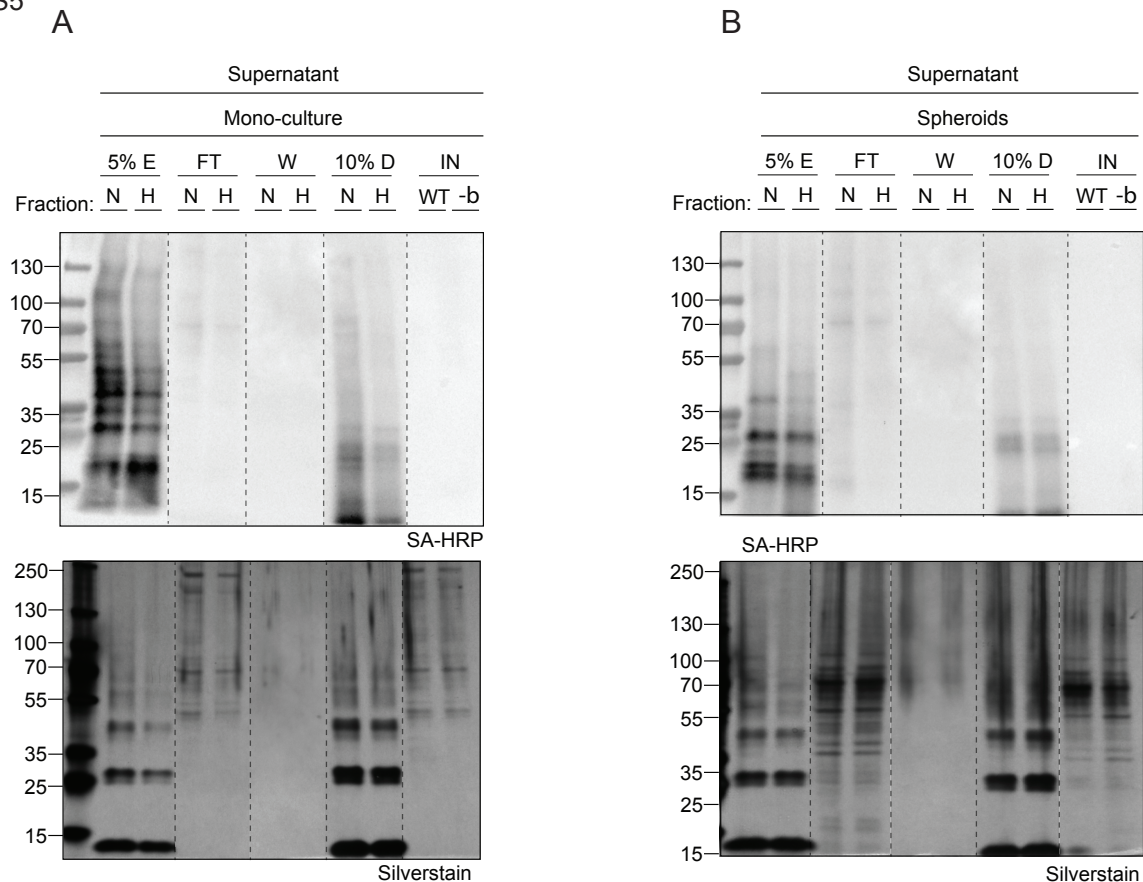 S5
A
Supernatant
Mono-culture
5% E FT W 10% D IN
Fraction: N H N H N H N H WT -b
130
100
70
55
35
25
15
SA-HRP
250
130
100
70
55
35
25
15
Silverstain
B
Supernatant
Spheroids
5% E FT W 10% D IN
Fraction: N H N H N H N H WT -b
130
100
70
55
35
25
15
SA-HRP
250
130
100
70
55
35
25
15
Silverstain